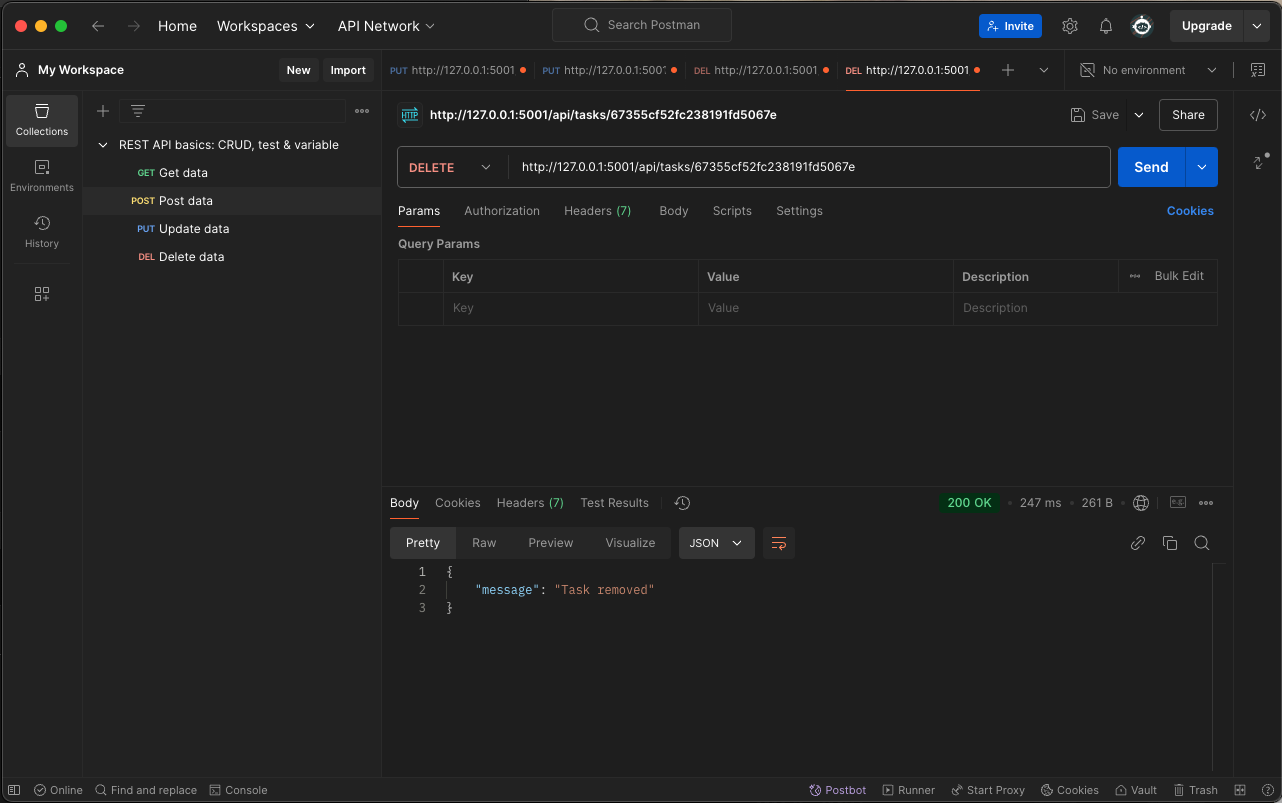 Home Workspaces API Network Search Postman Invite Upgrade
My Workspace New Import
PUT http://127.0.0.1:5001 PUT http://127.0.0.1:5001 DEL http://127.0.0.1:5001 DEL http://127.0.0.1:5001 No environment
Collections
Environments
History
REST API basics: CRUD, test & variable
GET Get data
POST Post data
PUT Update data
DEL Delete data
HTTP http://127.0.0.1:5001/api/tasks/67355cf52fc238191fd5067e Save Share
DELETE http://127.0.0.1:5001/api/tasks/67355cf52fc238191fd5067e Send
Params Authorization Headers (7) Body Scripts Settings Cookies
Query Params
Key Value Description Bulk Edit
Key Value Description
Body Cookies Headers (7) Test Results 200 OK 247 ms 261 B e.g.
Pretty Raw Preview Visualize JSON
1 {
2 "message": "Task removed"
3 }
Online Find and replace Console Postbot Runner Start Proxy Cookies Vault Trash